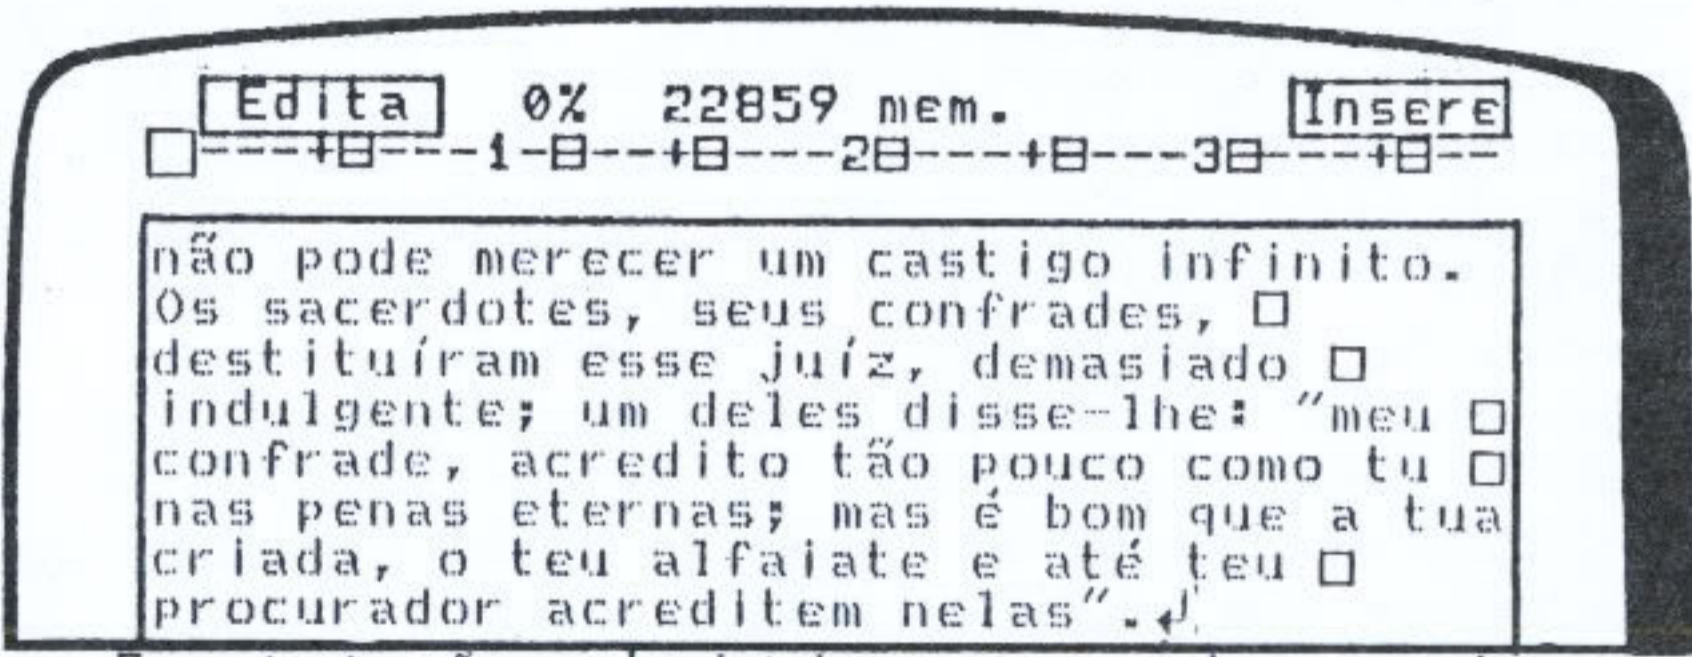 Edita 0% 22859 mem. Insere
□---+⊟---1-⊟--+⊟---2⊟---+⊟---3⊟---+⊟--
não pode merecer um castigo infinito.
Os sacerdotes, seus confrades, □
destituíram esse juíz, demasiado □
indulgente; um deles disse-lhe: "meu □
confrade, acredito tão pouco como tu □
nas penas eternas; mas é bom que a tua
criada, o teu alfaiate e até teu □
procurador acreditem nelas".↲